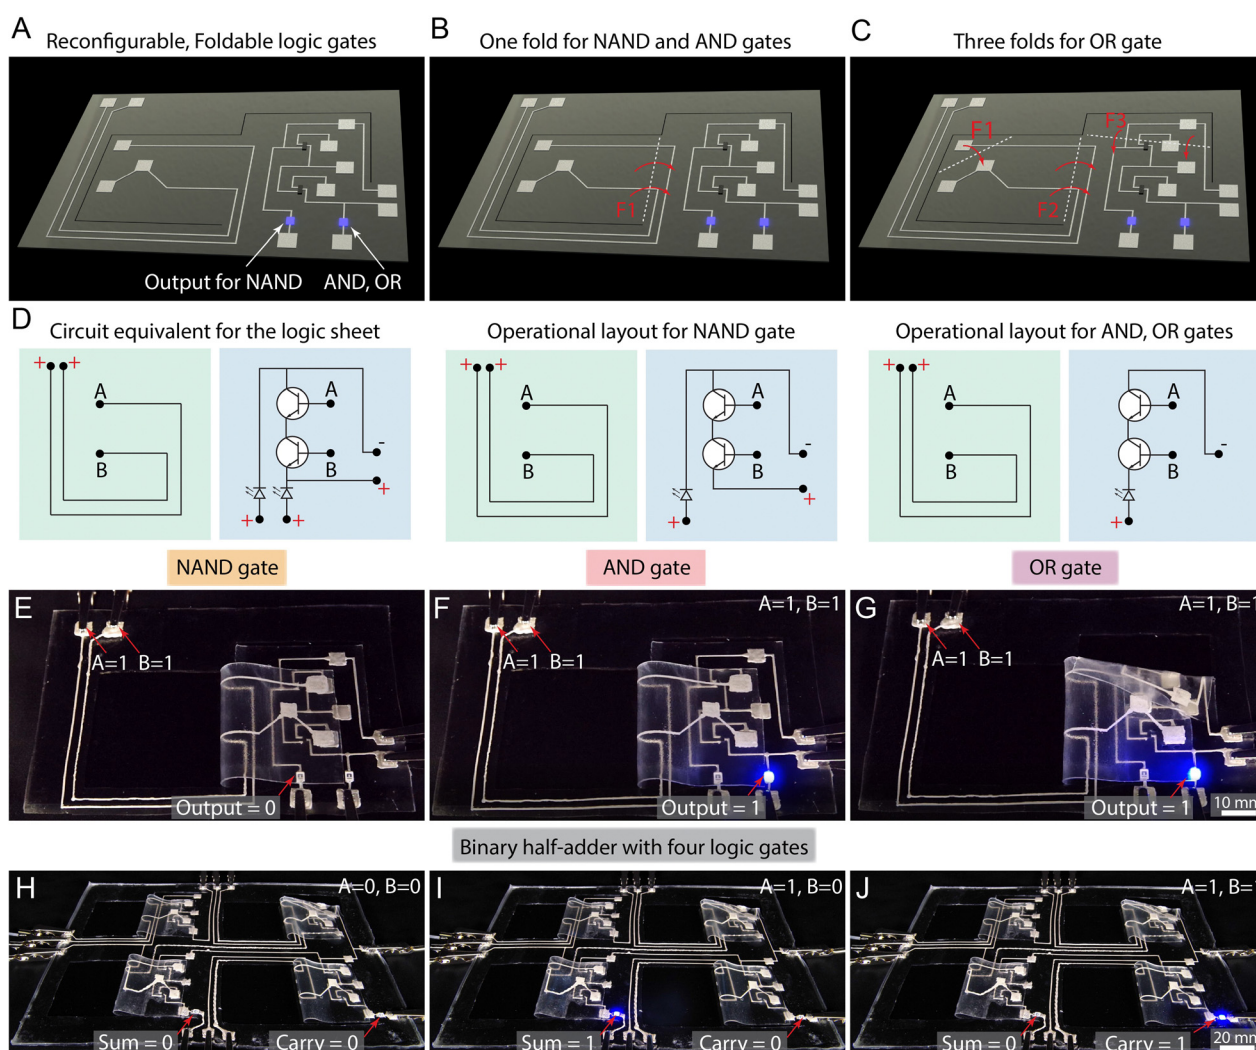 A
Reconfigurable, Foldable logic gates
Output for NAND
AND, OR
B
One fold for NAND and AND gates
F1
C
Three folds for OR gate
F1
F3
F2
D
Circuit equivalent for the logic sheet
+ +
A
B
A
B
-
+
+ +
Operational layout for NAND gate
+ +
A
B
A
B
-
+
+
Operational layout for AND, OR gates
+ +
A
B
A
B
-
+
NAND gate
AND gate
OR gate
E
A=1 B=1
Output = 0
F
A=1, B=1
A=1 B=1
Output = 1
G
A=1, B=1
A=1 B=1
Output = 1
10 mm
Binary half-adder with four logic gates
H
A=0, B=0
Sum = 0
Carry = 0
I
A=1, B=0
Sum = 1
Carry = 0
J
A=1, B=1
Sum = 0
Carry = 1
20 mm